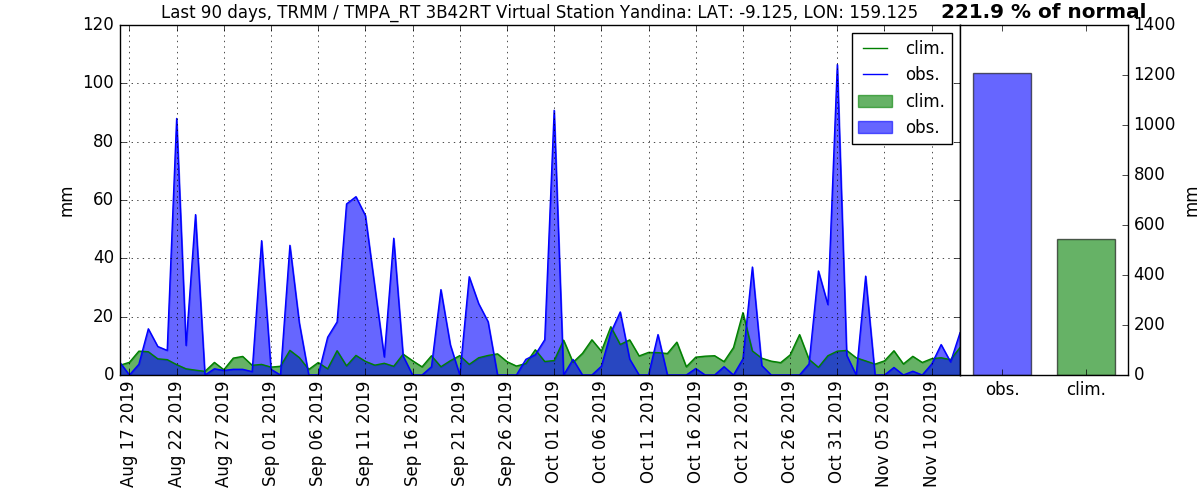 Last 90 days, TRMM / TMPA_RT 3B42RT Virtual Station Yandina: LAT: -9.125, LON: 159.125
221.9 % of normal
120
100
80
60
40
20
0
mm
clim.
obs.
clim.
obs.
1400
1200
1000
800
600
400
200
0
mm
Aug 17 2019
Aug 22 2019
Aug 27 2019
Sep 01 2019
Sep 06 2019
Sep 11 2019
Sep 16 2019
Sep 21 2019
Sep 26 2019
Oct 01 2019
Oct 06 2019
Oct 11 2019
Oct 16 2019
Oct 21 2019
Oct 26 2019
Oct 31 2019
Nov 05 2019
Nov 10 2019
obs.
clim.